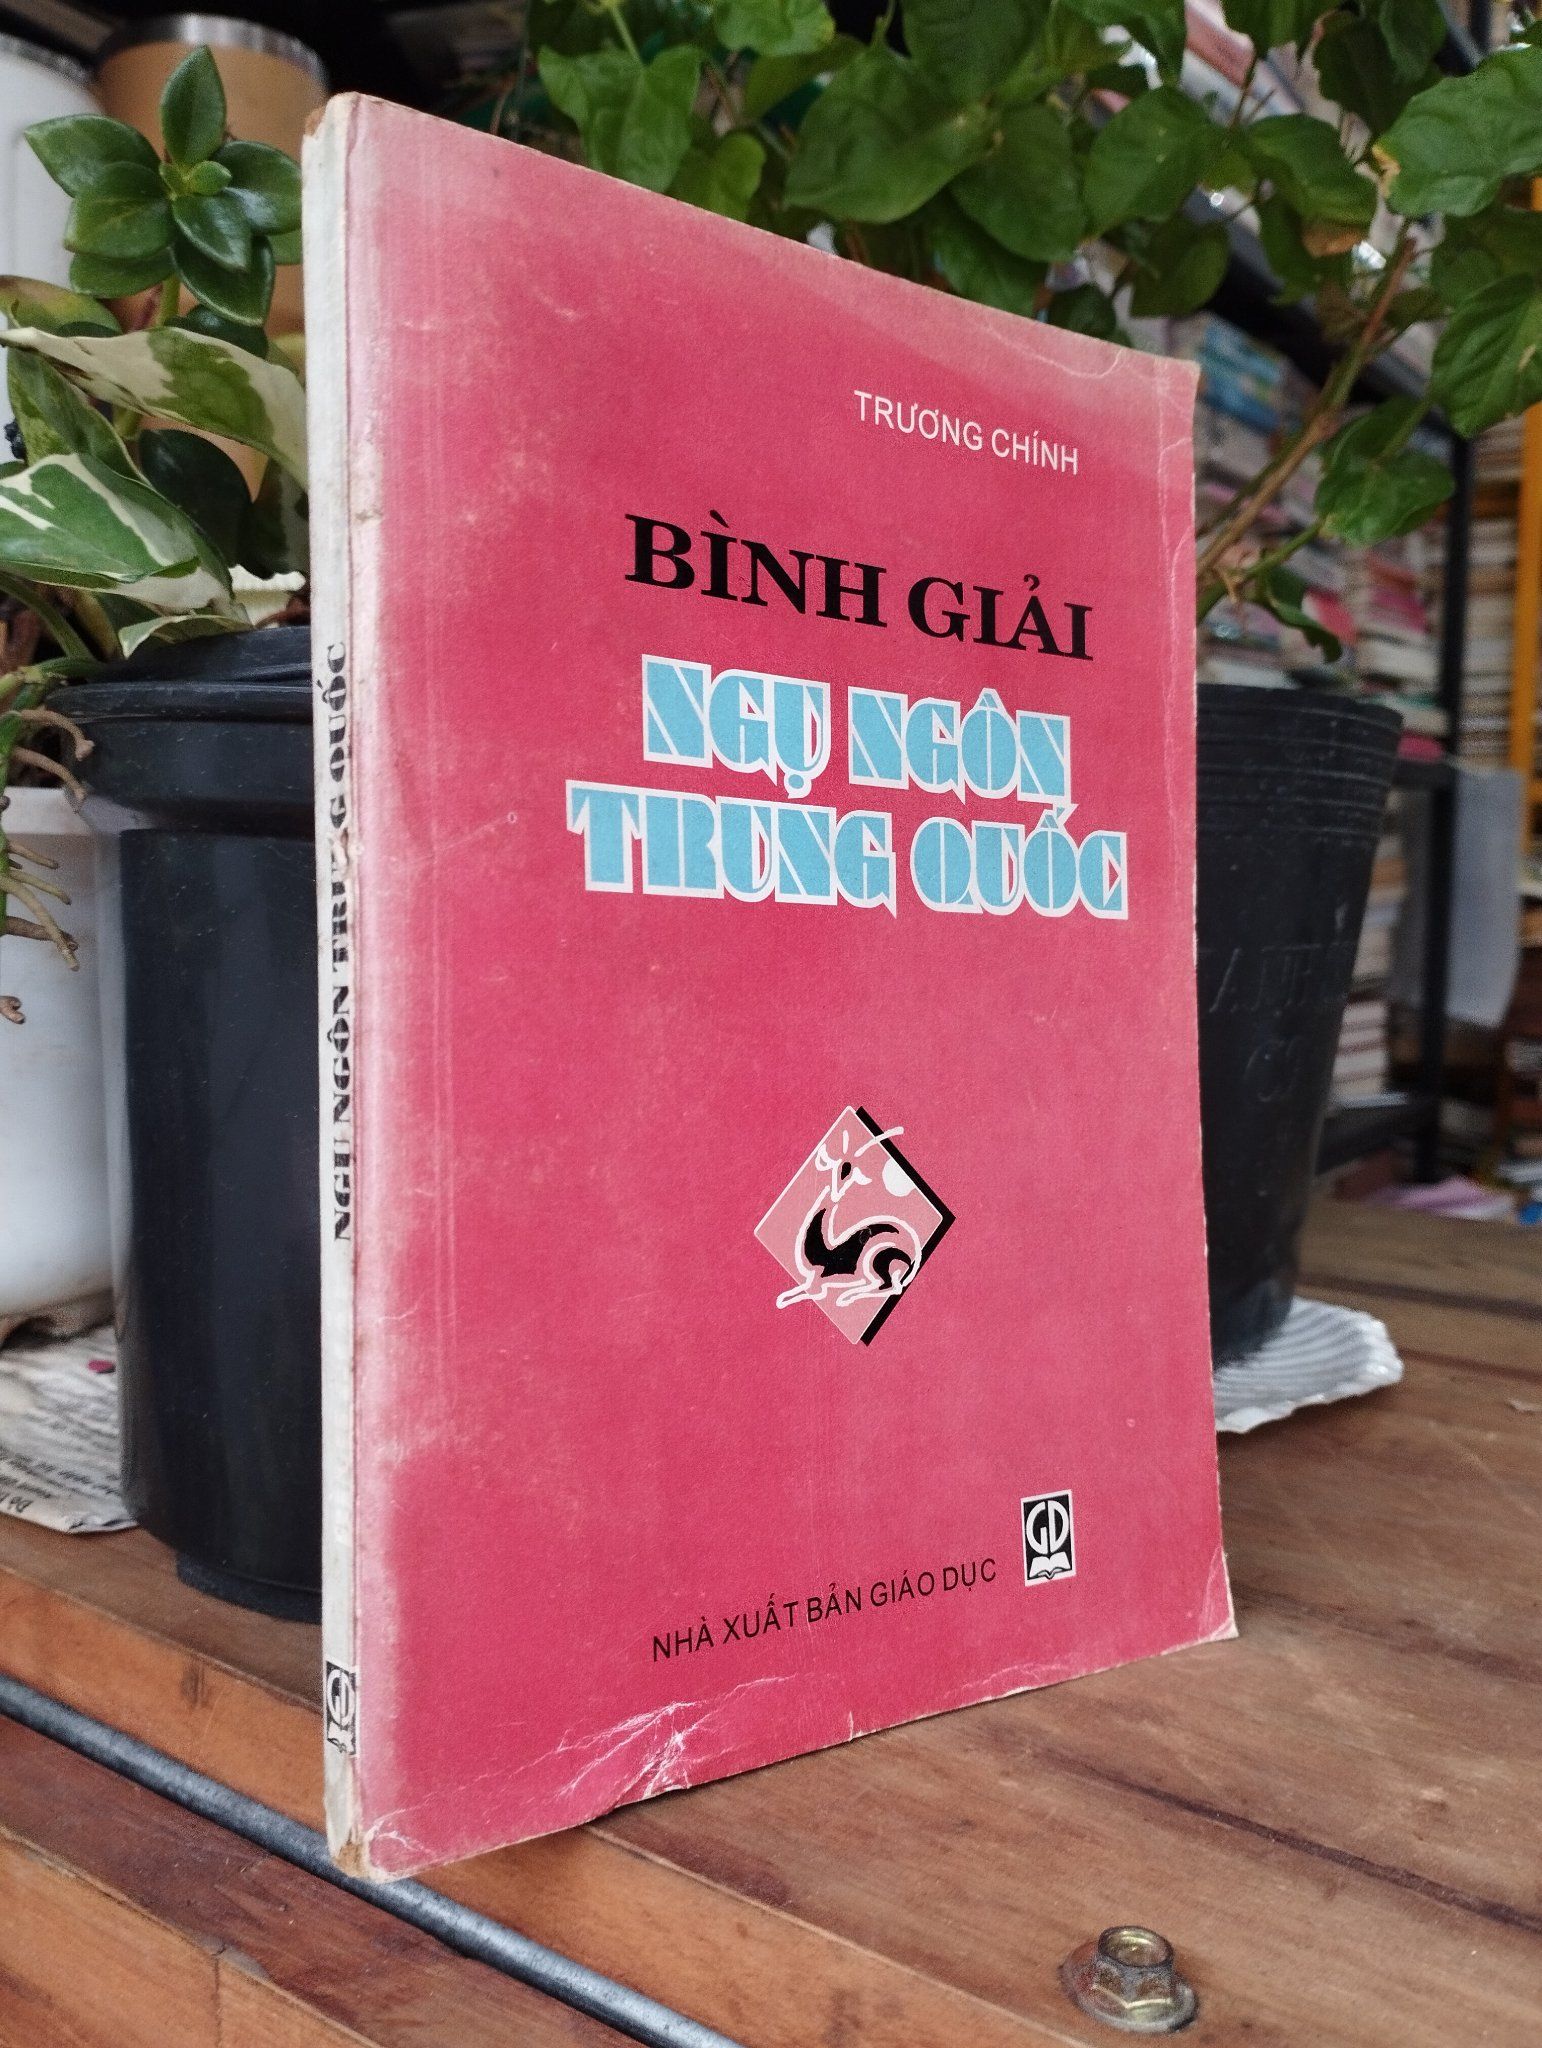 TRƯƠNG CHÍNH
BÌNH GIẢI
NGỤ NGÔN
TRUNG QUỐC
NHÀ XUẤT BẢN GIÁO DỤC
GD
NGỤ NGÔN TRUNG QUỐC
GD